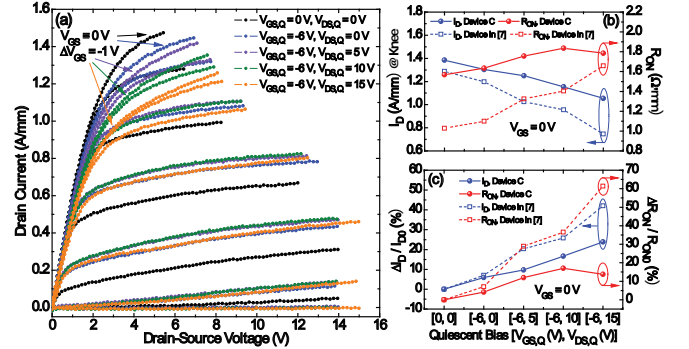 (a)
V_GS = 0 V
ΔV_GS = -1 V
V_GS,Q = 0 V, V_DS,Q = 0 V
V_GS,Q = -6 V, V_DS,Q = 0 V
V_GS,Q = -6 V, V_DS,Q = 5 V
V_GS,Q = -6 V, V_DS,Q = 10 V
V_GS,Q = -6 V, V_DS,Q = 15 V
Drain Current (A/mm)
1.6
1.4
1.2
1.0
0.8
0.6
0.4
0.2
0.0
0 2 4 6 8 10 12 14 16
Drain-Source Voltage (V)
(b)
I_D, Device C
R_ON, Device C
I_D, Device in [7]
R_ON, Device in [7]
V_GS = 0 V
I_D (A/mm) @ Knee
1.8
1.6
1.4
1.2
1.0
0.8
0.6
R_ON (Ω·mm)
2.0
1.8
1.6
1.4
1.2
1.0
0.8
(c)
I_D, Device C
R_ON, Device C
I_D, Device in [7]
R_ON, Device in [7]
V_GS = 0 V
ΔI_D / I_D0 (%)
60
50
40
30
20
10
0
-10
ΔR_ON / R_ON0 (%)
70
60
50
40
30
20
10
0
[0, 0] [-6, 0] [-6, 5] [-6, 10] [-6, 15]
Quiescent Bias [V_GS,Q (V), V_DS,Q (V)]